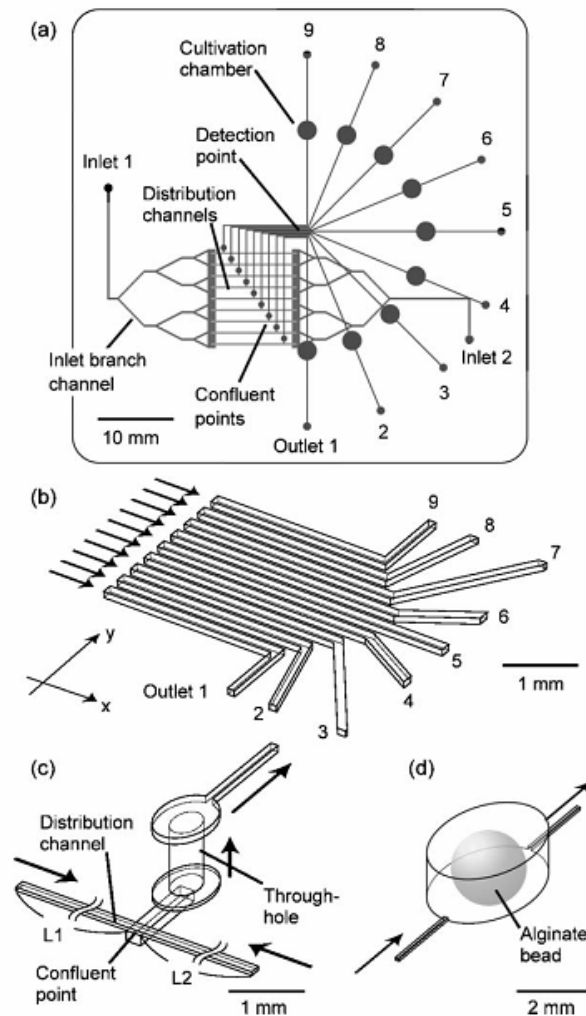 (a)
9
8
7
6
5
4
3
2
Cultivation
chamber
Detection
point
Inlet 1
Distribution
channels
Inlet branch
channel
Confluent
points
Inlet 2
Outlet 1
10 mm
(b)
9
8
7
6
5
4
3
2
Outlet 1
y
x
1 mm
(c)
Distribution
channel
Through-
hole
L1
L2
Confluent
point
1 mm
(d)
Alginate
bead
2 mm